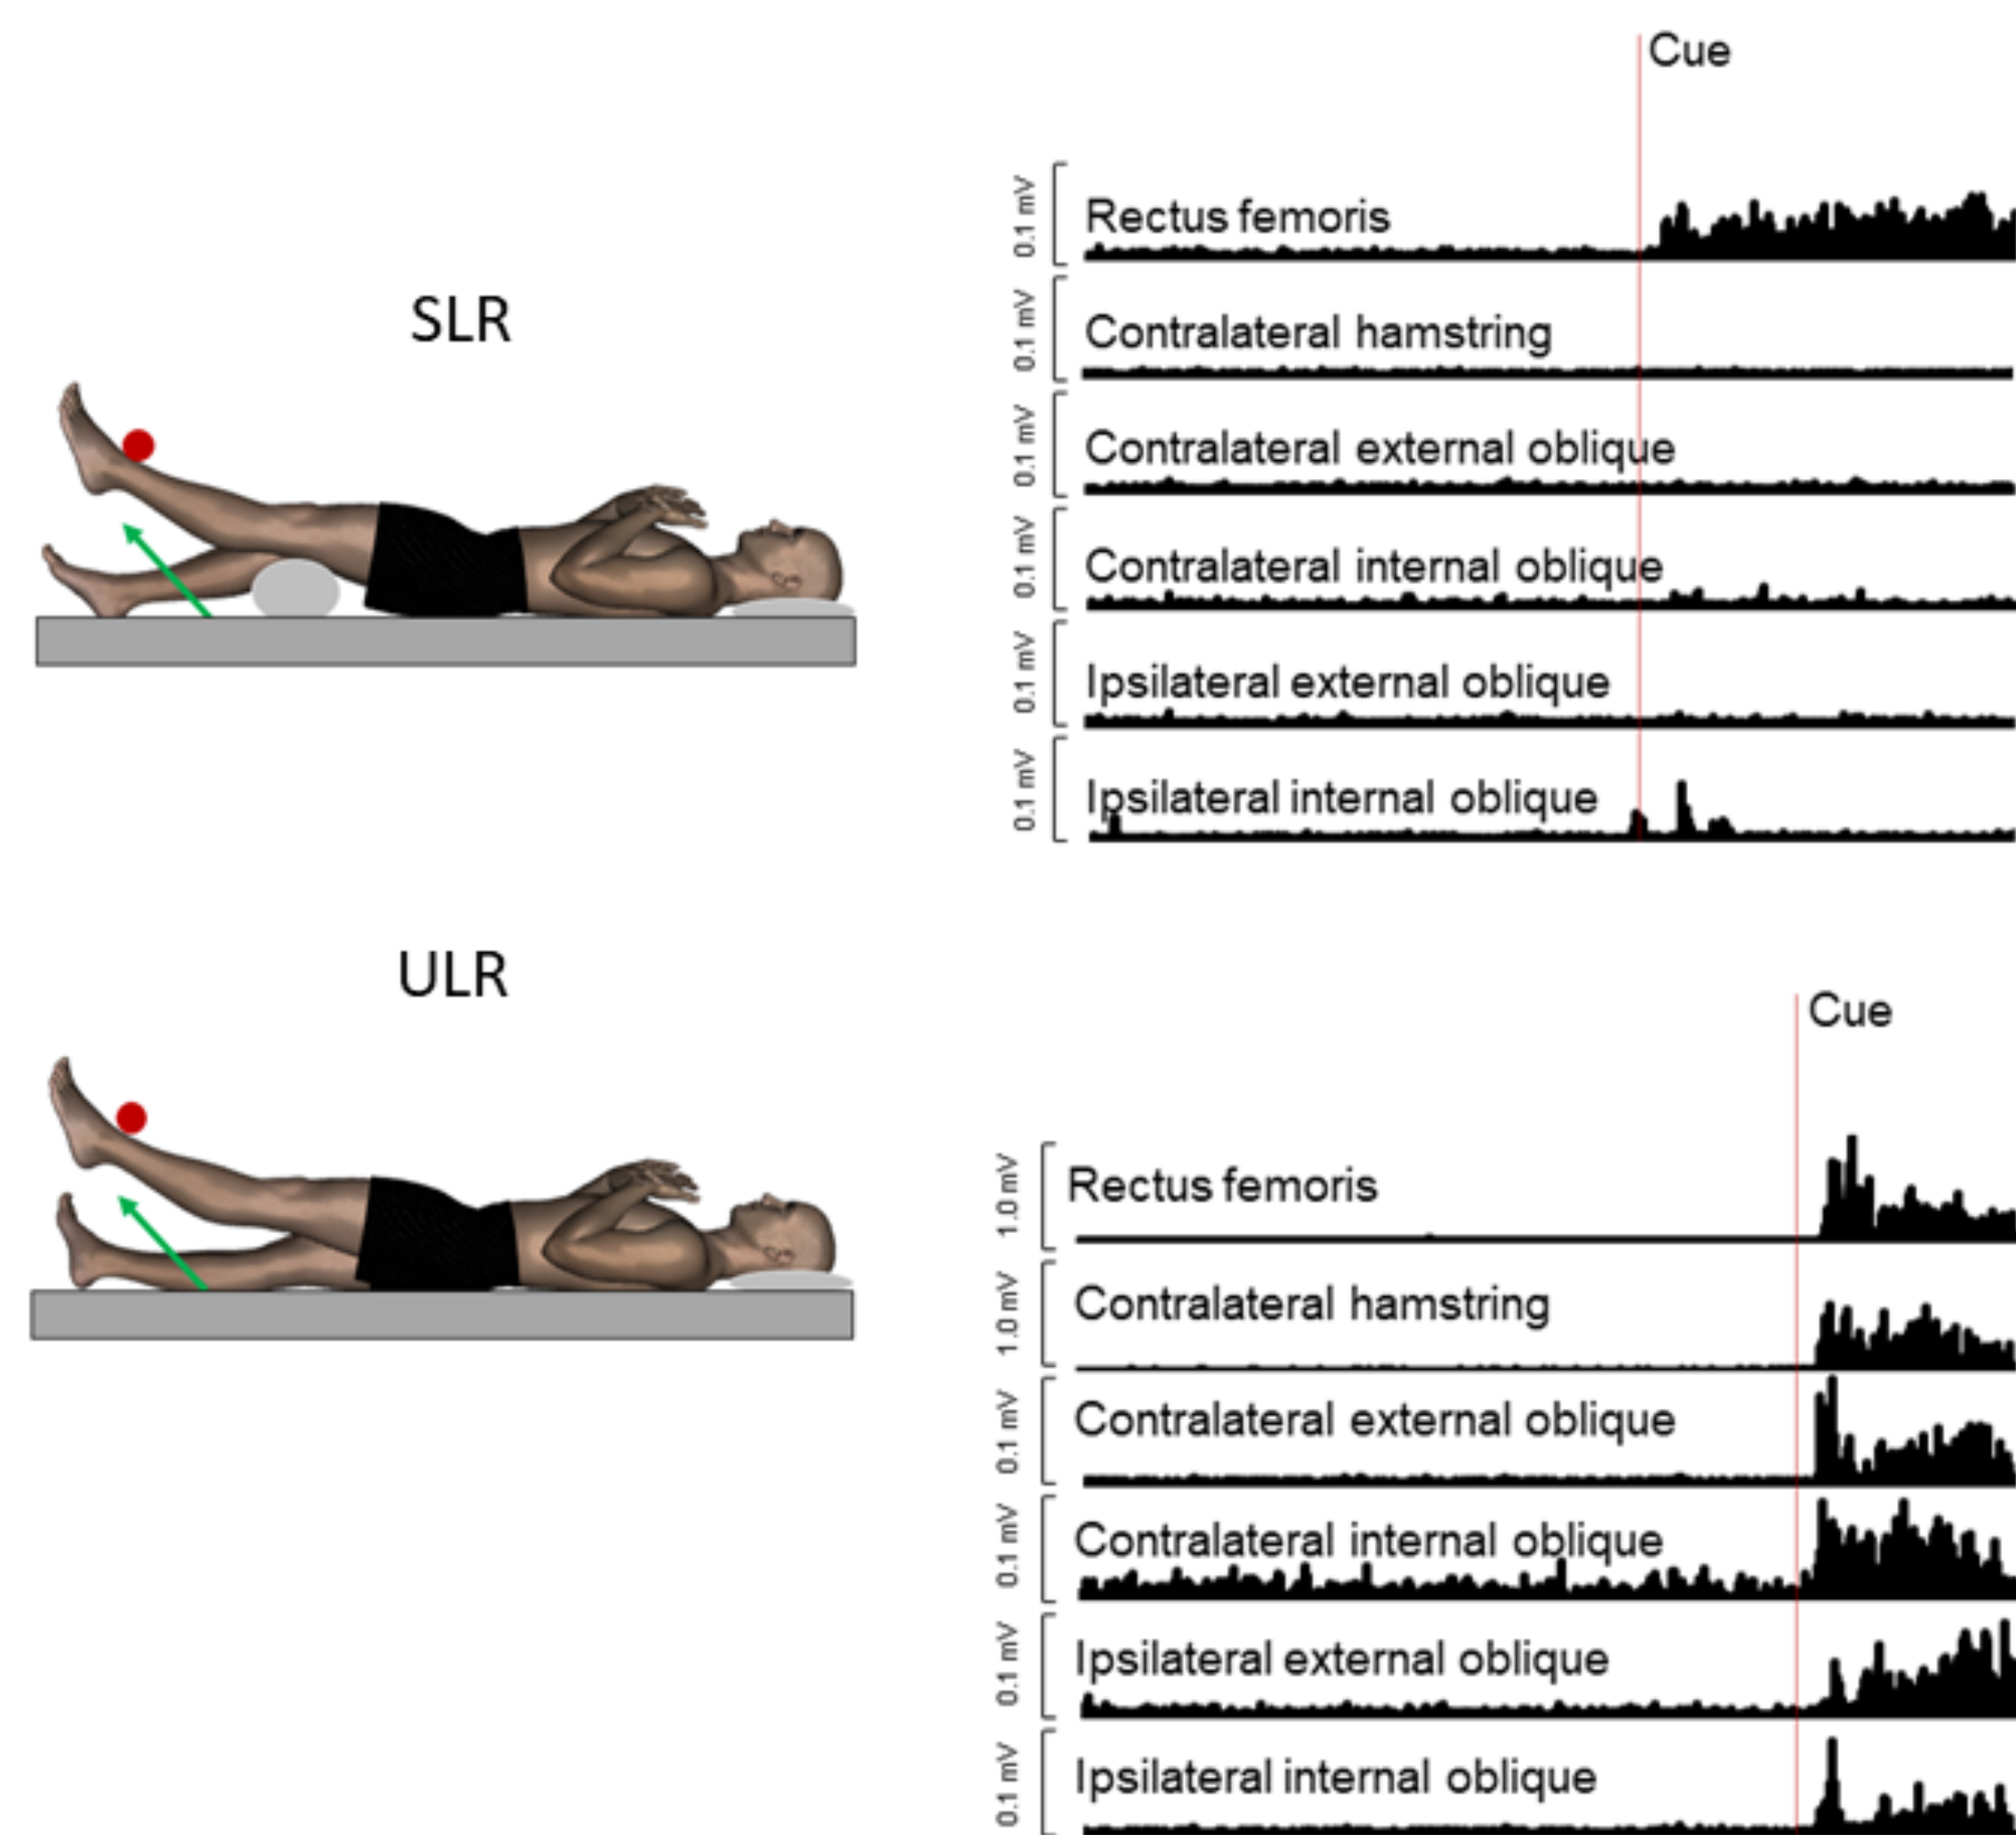 Cue
SLR
0.1 mV
Rectus femoris
0.1 mV
Contralateral hamstring
0.1 mV
Contralateral external oblique
0.1 mV
Contralateral internal oblique
0.1 mV
Ipsilateral external oblique
0.1 mV
Ipsilateral internal oblique
ULR
Cue
1.0 mV
Rectus femoris
1.0 mV
Contralateral hamstring
0.1 mV
Contralateral external oblique
0.1 mV
Contralateral internal oblique
0.1 mV
Ipsilateral external oblique
0.1 mV
Ipsilateral internal oblique